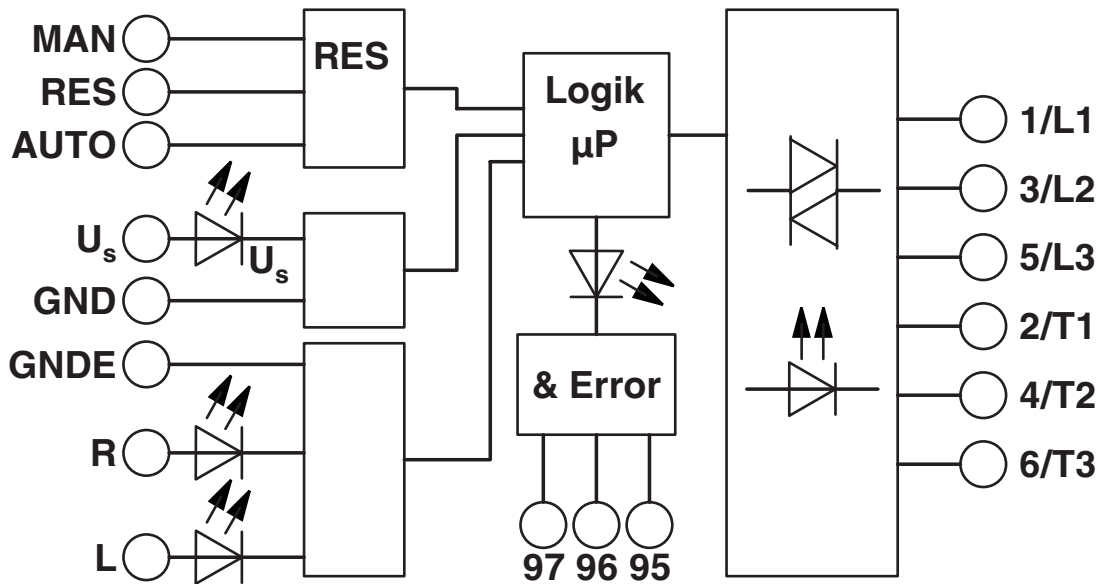 MAN
RES
AUTO
RES
Us
Us
GND
GNDE
R
L
Logik
µP
& Error
97 96 95
1/L1
3/L2
5/L3
2/T1
4/T2
6/T3